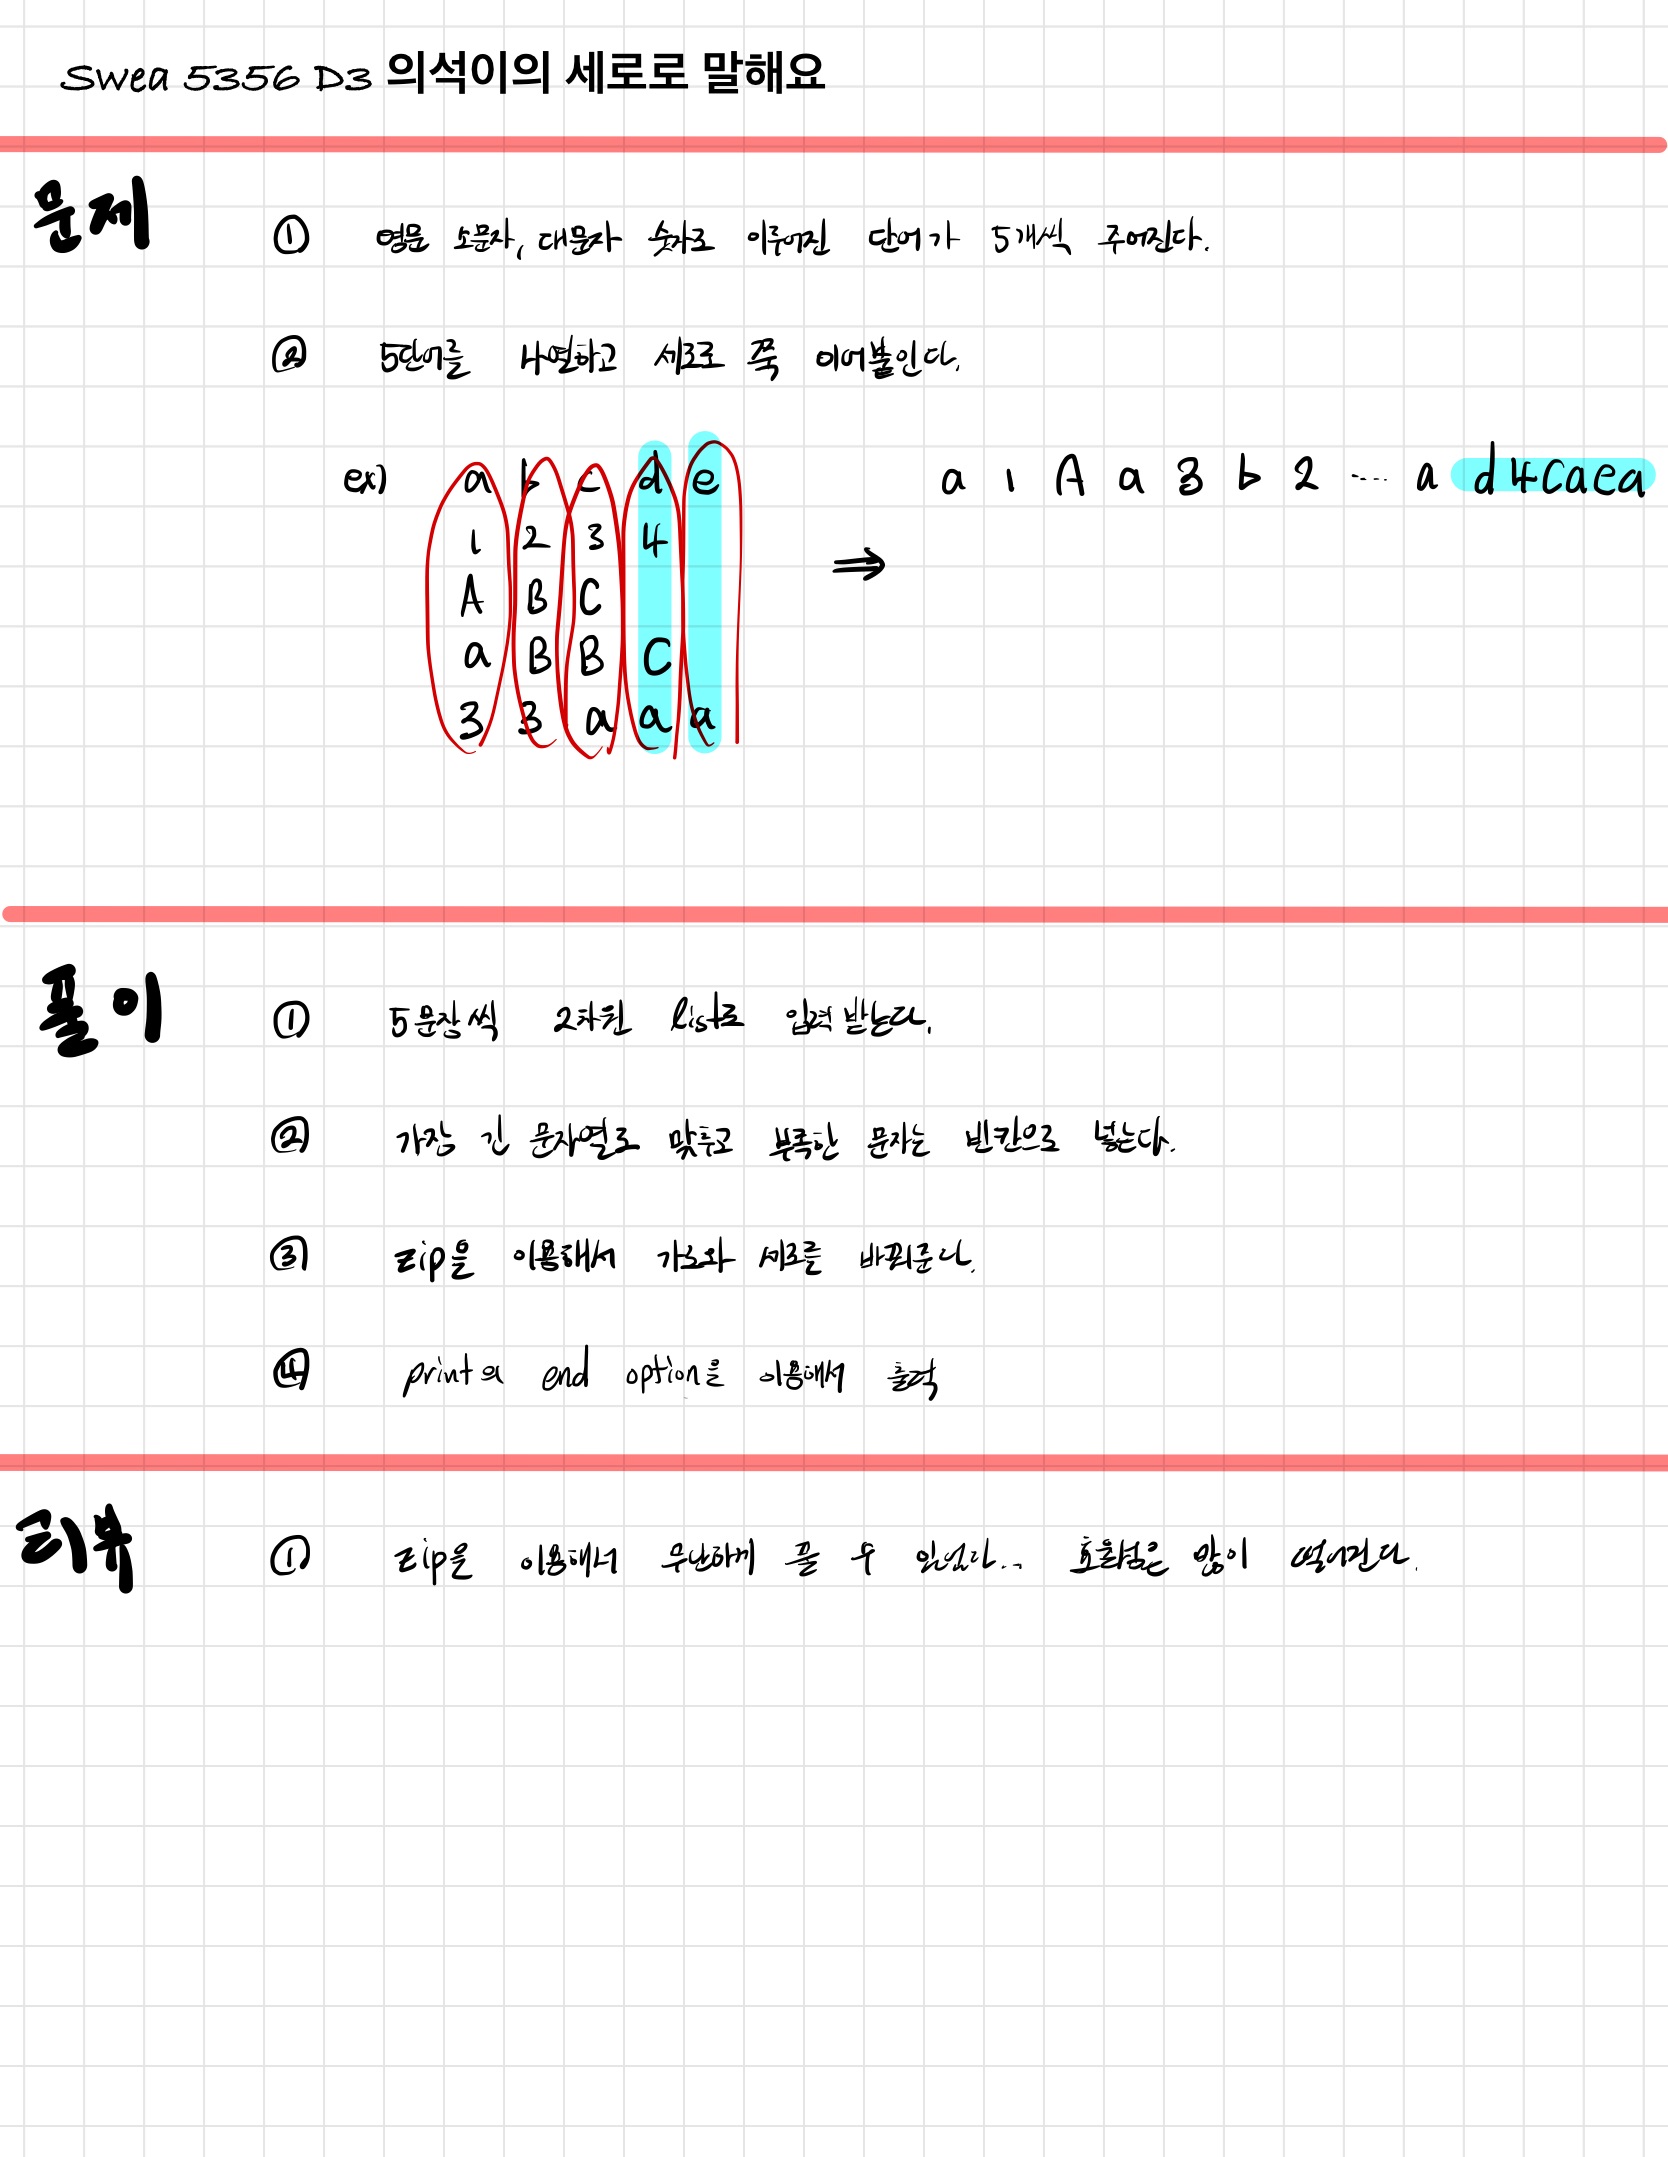 Swea 5356 D3 의석이의 세로로 말해요
문제
① 영문 소문자, 대문자 숫자로 이루어진 단어가 5개씩 주어진다.
② 5단어를 나열하고 세로로 쭉 이어붙인다.
ex) a b c d e
1 2 3 4
A B C
a B B C
3 3 a a a
⇒ a 1 A a 3 b 2 ···· a d4Caea
풀이
① 5문장씩 2차원 list로 입력 받는다.
② 가장 긴 문자열로 맞추고 부족한 문자는 빈칸으로 넣는다.
③ zip을 이용해서 가로와 세로를 바꿔준다.
④ print의 end option을 이용해서 출력
리뷰
① zip을 이용해서 무난하게 풀 수 있었다... 효율성은 많이 떨어진다.